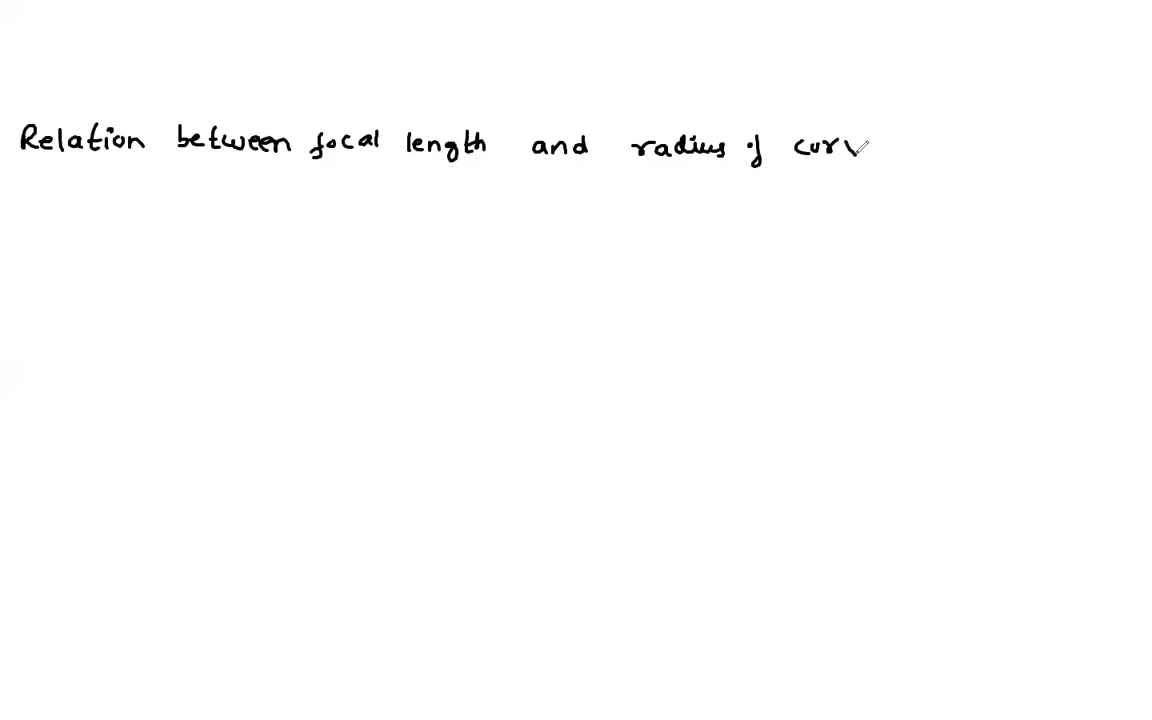 Relation between focal length and radius of curv